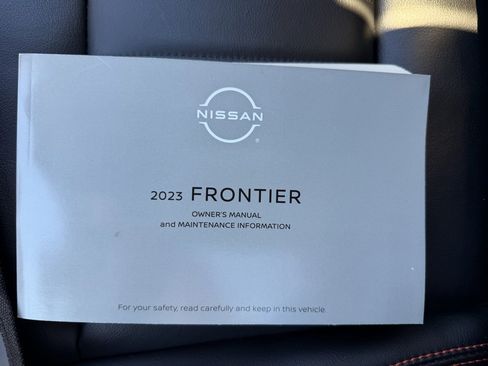 NISSAN
2023 FRONTIER
OWNER'S MANUAL
and MAINTENANCE INFORMATION
For your safety, read carefully and keep in this vehicle.